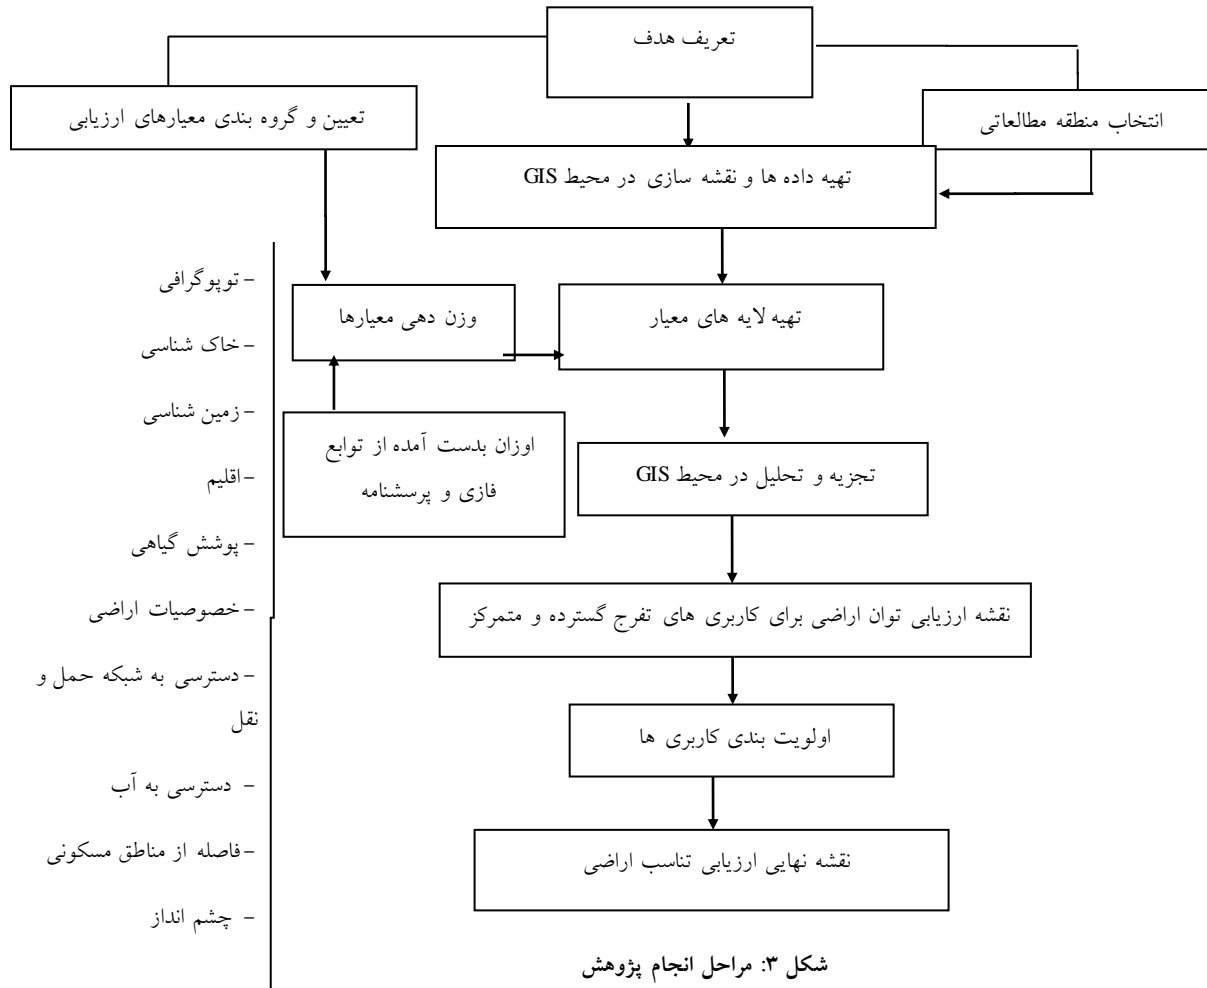 تعریف هدف
انتخاب منطقه مطالعاتی
تعیین و گروه بندی معیارهای ارزیابی
تهیه داده ها و نقشه سازی در محیط GIS
تهیه لایه های معیار
وزن دهی معیارها
اوزان بدست آمده از توابع
فازی و پرسشنامه
تجزیه و تحلیل در محیط GIS
نقشه ارزیابی توان اراضی برای کاربری های تفرج گسترده و متمرکز
اولویت بندی کاربری ها
نقشه نهایی ارزیابی تناسب اراضی
-توپوگرافی
-خاک شناسی
-زمین شناسی
-اقلیم
-پوشش گیاهی
-خصوصیات اراضی
-دسترسی به شبکه حمل و
نقل
- دسترسی به آب
-فاصله از مناطق مسکونی
- چشم انداز
شکل ۳: مراحل انجام پژوهش